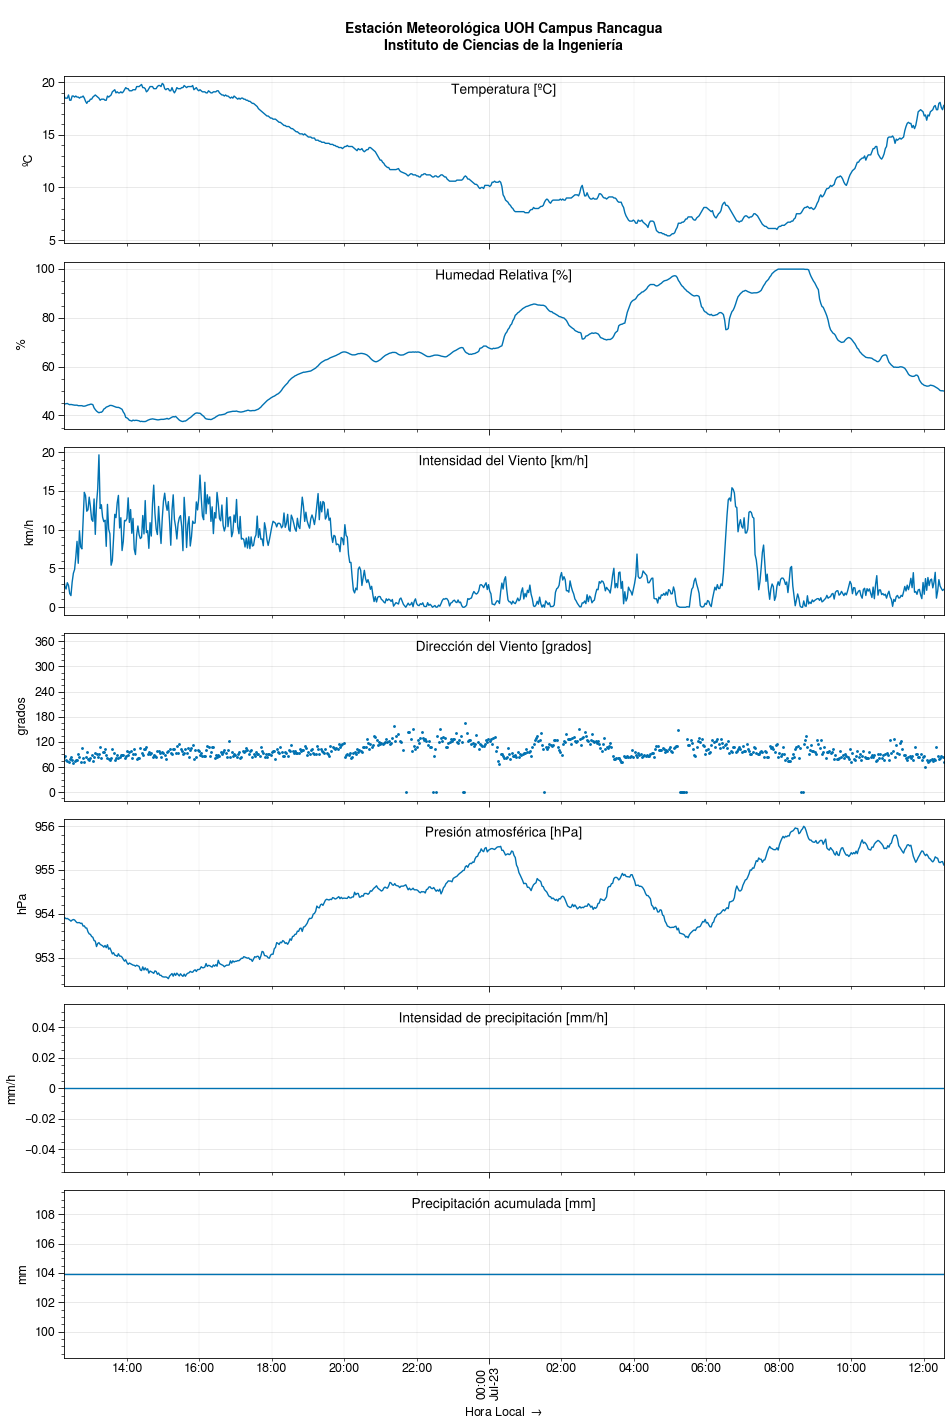 Estación Meteorológica UOH Campus Rancagua
Instituto de Ciencias de la Ingeniería
Temperatura [ºC]
ºC
20
15
10
5
Humedad Relativa [%]
%
100
80
60
40
Intensidad del Viento [km/h]
km/h
20
15
10
5
0
Dirección del Viento [grados]
grados
360
300
240
180
120
60
0
Presión atmosférica [hPa]
hPa
956
955
954
953
Intensidad de precipitación [mm/h]
mm/h
0.04
0.02
0
−0.02
−0.04
Precipitación acumulada [mm]
mm
108
106
104
102
100
14:00 16:00 18:00 20:00 22:00 00:00 02:00 04:00 06:00 08:00 10:00 12:00
Jul-23
Hora Local →